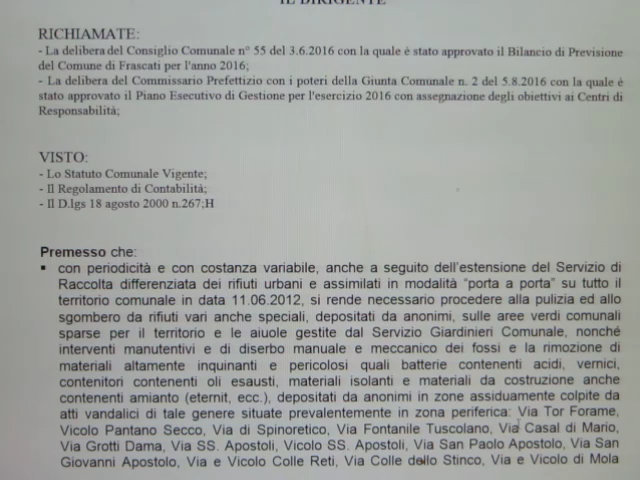 IL DIRIGENTE
RICHIAMATE:
- La delibera del Consiglio Comunale n° 55 del 3.6.2016 con la quale è stato approvato il Bilancio di Previsione
del Comune di Frascati per l'anno 2016;
- La delibera del Commissario Prefettizio con i poteri della Giunta Comunale n. 2 del 5.8.2016 con la quale è
stato approvato il Piano Esecutivo di Gestione per l'esercizio 2016 con assegnazione degli obiettivi ai Centri di
Responsabilità;
VISTO:
- Lo Statuto Comunale Vigente;
- Il Regolamento di Contabilità;
- Il D.lgs 18 agosto 2000 n.267;H
Premesso che:
▪ con periodicità e con costanza variabile, anche a seguito dell'estensione del Servizio di
Raccolta differenziata dei rifiuti urbani e assimilati in modalità "porta a porta" su tutto il
territorio comunale in data 11.06.2012, si rende necessario procedere alla pulizia ed allo
sgombero da rifiuti vari anche speciali, depositati da anonimi, sulle aree verdi comunali
sparse per il territorio e le aiuole gestite dal Servizio Giardinieri Comunale, nonché
interventi manutentivi e di diserbo manuale e meccanico dei fossi e la rimozione di
materiali altamente inquinanti e pericolosi quali batterie contenenti acidi, vernici,
contenitori contenenti oli esausti, materiali isolanti e materiali da costruzione anche
contenenti amianto (eternit, ecc.), depositati da anonimi in zone assiduamente colpite da
atti vandalici di tale genere situate prevalentemente in zona periferica: Via Tor Forame,
Vicolo Pantano Secco, Via di Spinoretico, Via Fontanile Tuscolano, Via Casal di Mario,
Via Grotti Dama, Via SS. Apostoli, Vicolo SS. Apostoli, Via San Paolo Apostolo, Via San
Giovanni Apostolo, Via e Vicolo Colle Reti, Via Colle dello Stinco, Via e Vicolo di Mola